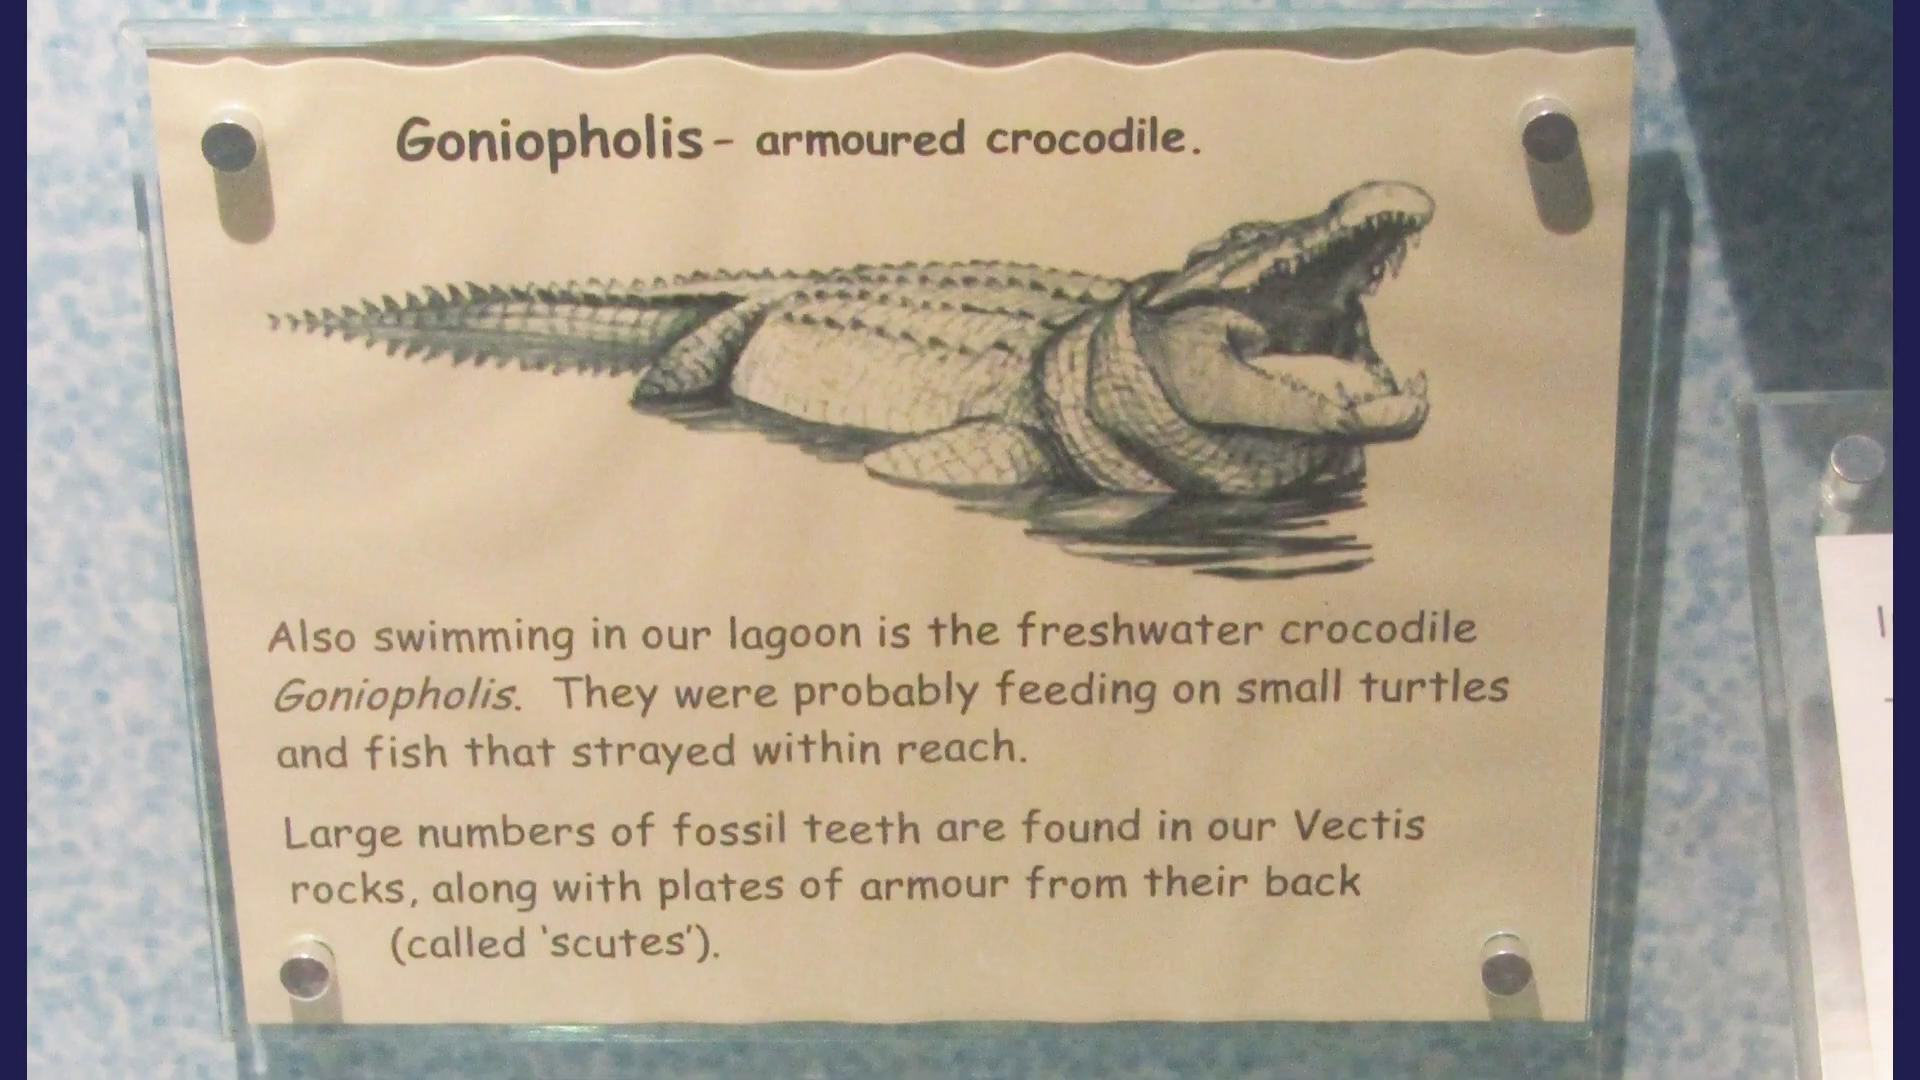 Goniopholis - armoured crocodile.
Also swimming in our lagoon is the freshwater crocodile
Goniopholis. They were probably feeding on small turtles
and fish that strayed within reach.
Large numbers of fossil teeth are found in our Vectis
rocks, along with plates of armour from their back
(called 'scutes').